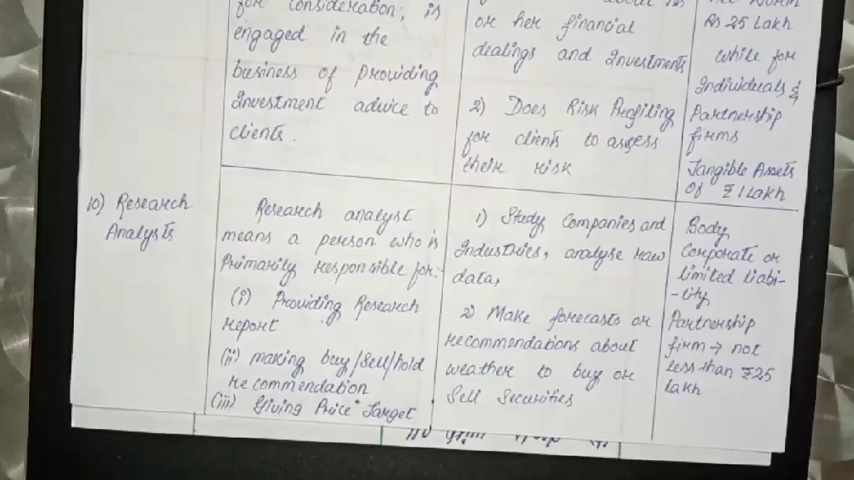 for consideration; is
engaged in the
business of providing
Investment advice to
clients.
or her financial
dealings and Investments
2) Does Risk Profiling
for clients to assess
their risk
Rs 25 Lakh
while for
Individuals &
Partnership
firms
Tangible Assets
of ₹1 Lakh
10) Research
Analysts
Research analyst
means a person who is
Primarily responsible for:-
(i) Providing Research
report
(ii) making buy/sell/hold
recommendation
(iii) Giving Price Target
1) Study Companies and
Industries, analyse raw
data,
2) Make forecasts or
recommendations about
weather to buy or
Sell Securities
Body
Corporate or
limited liabi-
-lity
Partnership
firm → not
less than ₹25
lakh